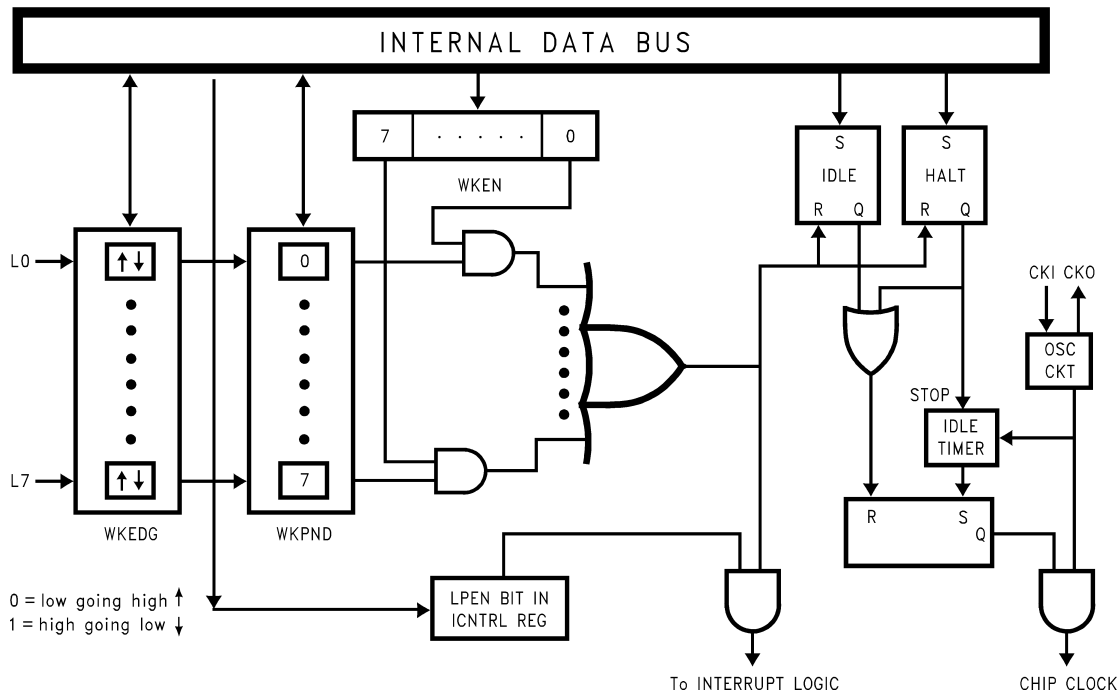 INTERNAL DATA BUS
7 . . . . . 0
WKEN
S
IDLE
R Q
S
HALT
R Q
L0
↑↓
0
CKI CKO
OSC
CKT
STOP
IDLE
TIMER
L7
↑↓
7
WKEDG
WKPND
R S
Q
0 = low going high ↑
1 = high going low ↓
LPEN BIT IN
ICNTRL REG
To INTERRUPT LOGIC
CHIP CLOCK